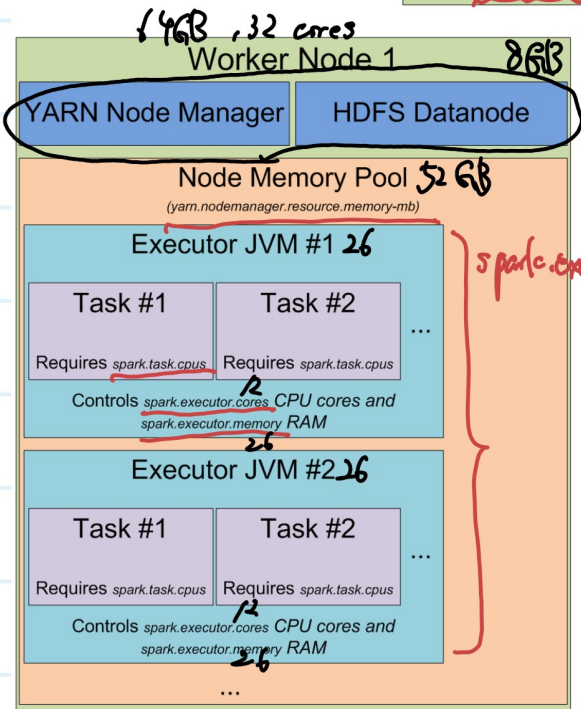 64GB, 32 cores
Worker Node 1 8GB
YARN Node Manager HDFS Datanode
Node Memory Pool 52 GB
(yarn.nodemanager.resource.memory-mb)
Executor JVM #1 26
spark.ex
Task #1 Task #2
...
Requires spark.task.cpus Requires spark.task.cpus
12
Controls spark.executor.cores CPU cores and
spark.executor.memory RAM
26
Executor JVM #2 26
Task #1 Task #2
...
Requires spark.task.cpus Requires spark.task.cpus
12
Controls spark.executor.cores CPU cores and
spark.executor.memory RAM
26
...